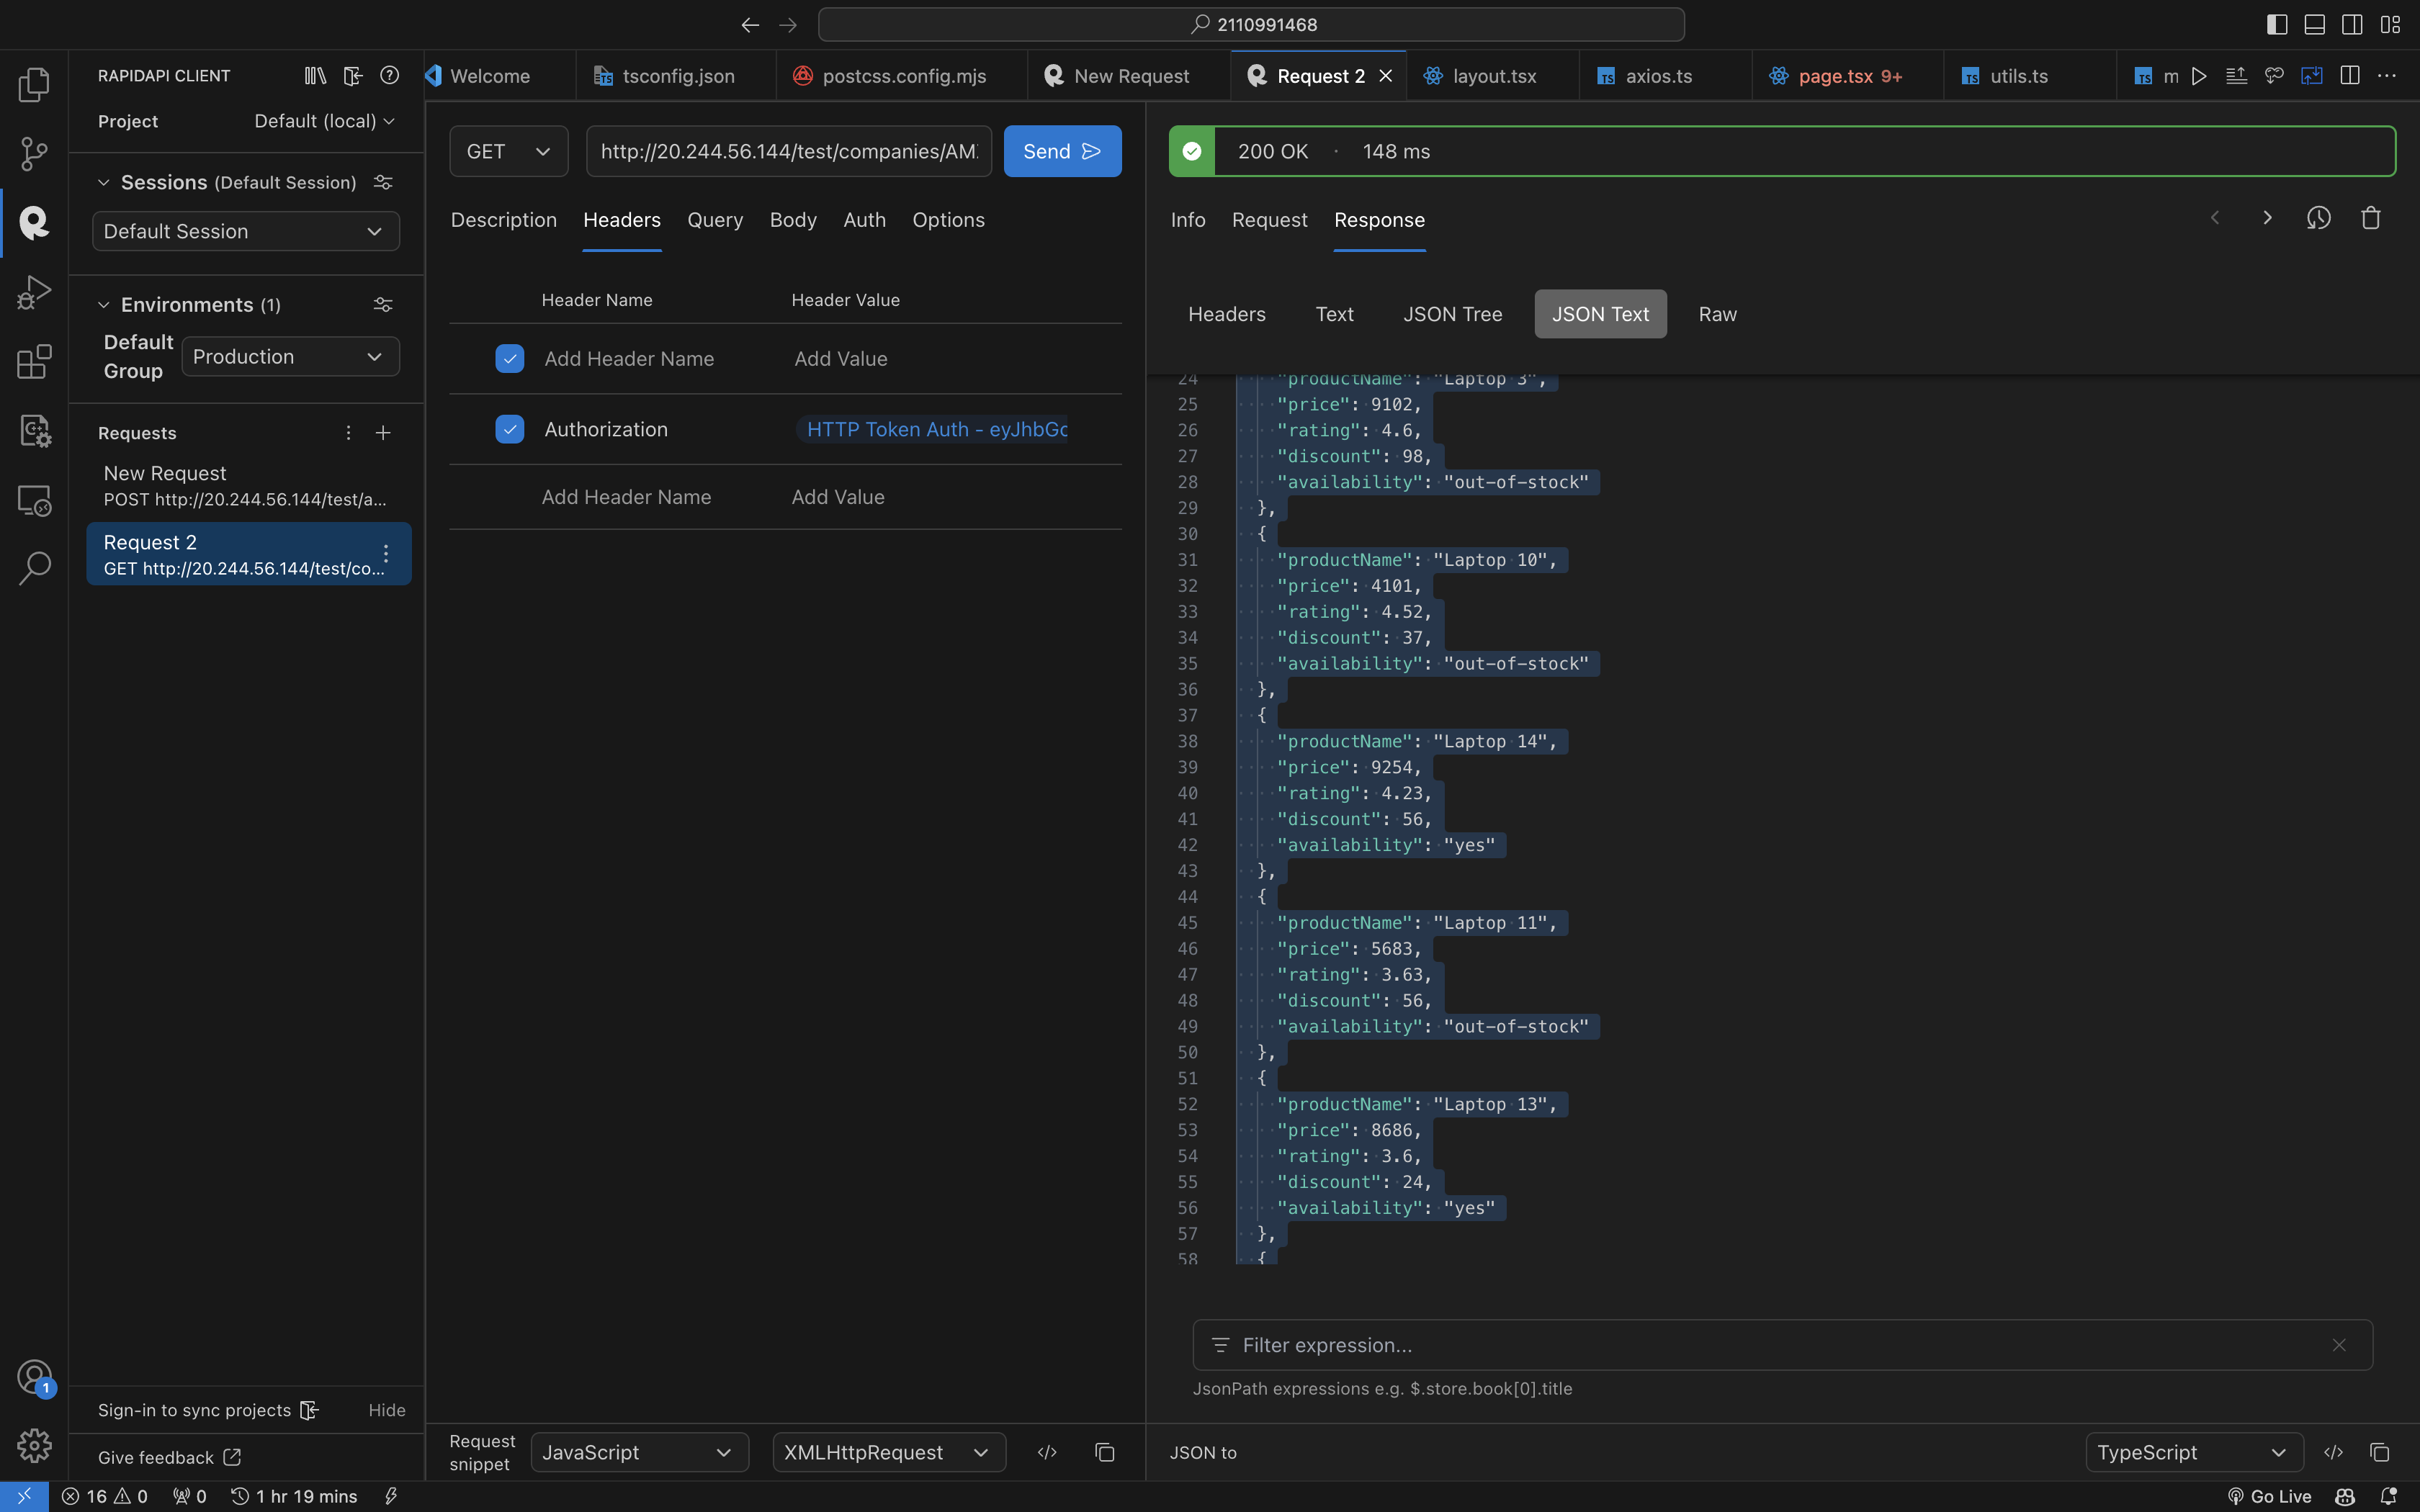 2110991468
RAPIDAPI CLIENT
Welcome
tsconfig.json
postcss.config.mjs
New Request
Request 2
layout.tsx
axios.ts
page.tsx 9+
utils.ts
m
Project
Default (local)
Sessions (Default Session)
Default Session
Environments (1)
Default Group
Production
Requests
New Request
POST http://20.244.56.144/test/a...
Request 2
GET http://20.244.56.144/test/co...
Sign-in to sync projects
Hide
Give feedback
GET
http://20.244.56.144/test/companies/AM
Send
Description
Headers
Query
Body
Auth
Options
Header Name
Header Value
Add Header Name
Add Value
Authorization
HTTP Token Auth - eyJhbGc
Add Header Name
Add Value
Request snippet
JavaScript
XMLHttpRequest
200 OK · 148 ms
Info
Request
Response
Headers
Text
JSON Tree
JSON Text
Raw
24 "productName": "Laptop 3",
25 "price": 9102,
26 "rating": 4.6,
27 "discount": 98,
28 "availability": "out-of-stock"
29 },
30 {
31 "productName": "Laptop 10",
32 "price": 4101,
33 "rating": 4.52,
34 "discount": 37,
35 "availability": "out-of-stock"
36 },
37 {
38 "productName": "Laptop 14",
39 "price": 9254,
40 "rating": 4.23,
41 "discount": 56,
42 "availability": "yes"
43 },
44 {
45 "productName": "Laptop 11",
46 "price": 5683,
47 "rating": 3.63,
48 "discount": 56,
49 "availability": "out-of-stock"
50 },
51 {
52 "productName": "Laptop 13",
53 "price": 8686,
54 "rating": 3.6,
55 "discount": 24,
56 "availability": "yes"
57 },
58 {
Filter expression...
JsonPath expressions e.g. $.store.book[0].title
JSON to
TypeScript
1
16
0
0
1 hr 19 mins
Go Live